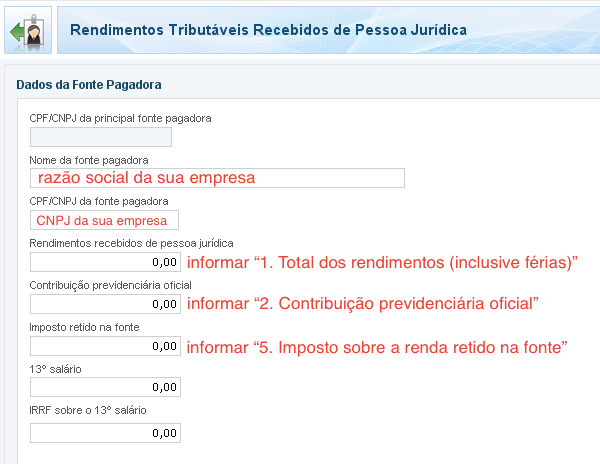 Rendimentos Tributáveis Recebidos de Pessoa Jurídica
Dados da Fonte Pagadora
CPF/CNPJ da principal fonte pagadora
Nome da fonte pagadora
razão social da sua empresa
CPF/CNPJ da fonte pagadora
CNPJ da sua empresa
Rendimentos recebidos de pessoa jurídica
0,00 informar “1. Total dos rendimentos (inclusive férias)”
Contribuição previdenciária oficial
0,00 informar “2. Contribuição previdenciária oficial”
Imposto retido na fonte
0,00 informar “5. Imposto sobre a renda retido na fonte”
13º salário
0,00
IRRF sobre o 13º salário
0,00